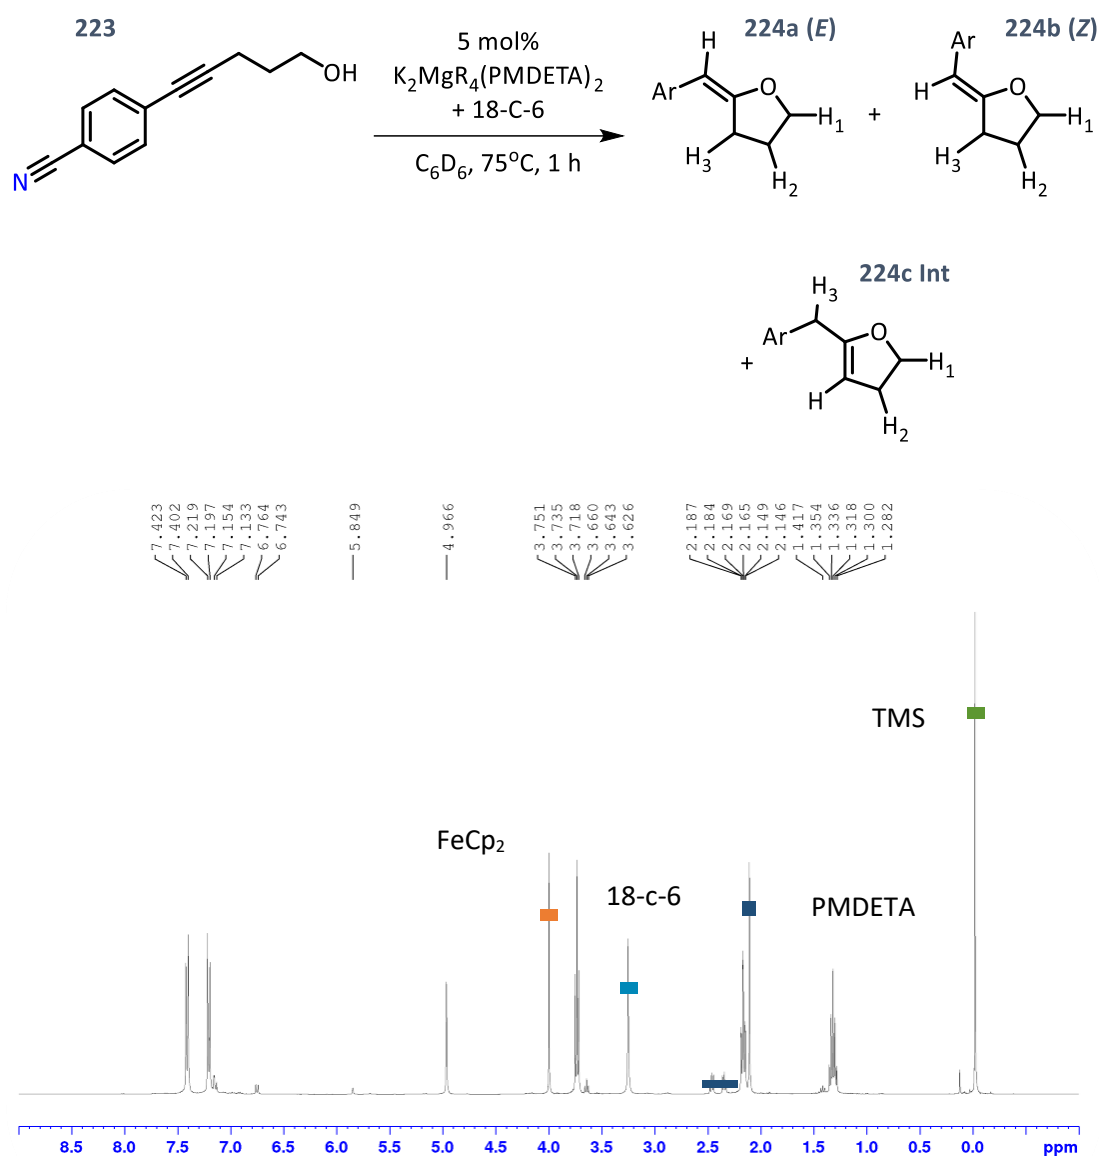 223
5 mol%
K2MgR4(PMDETA)2
+ 18-C-6
C6D6, 75oC, 1 h
N
OH
224a (E)
H
Ar
O
H1
H3
H2
+
224b (Z)
Ar
H
O
H1
H3
H2
224c Int
+
H3
Ar
O
H1
H
H2
7.423
7.402
7.219
7.197
7.154
7.133
6.764
6.743
5.849
4.966
3.751
3.735
3.718
3.660
3.643
3.626
2.187
2.184
2.169
2.165
2.149
2.146
1.417
1.354
1.336
1.318
1.300
1.282
TMS
FeCp2
18-c-6
PMDETA
8.5 8.0 7.5 7.0 6.5 6.0 5.5 5.0 4.5 4.0 3.5 3.0 2.5 2.0 1.5 1.0 0.5 0.0 ppm